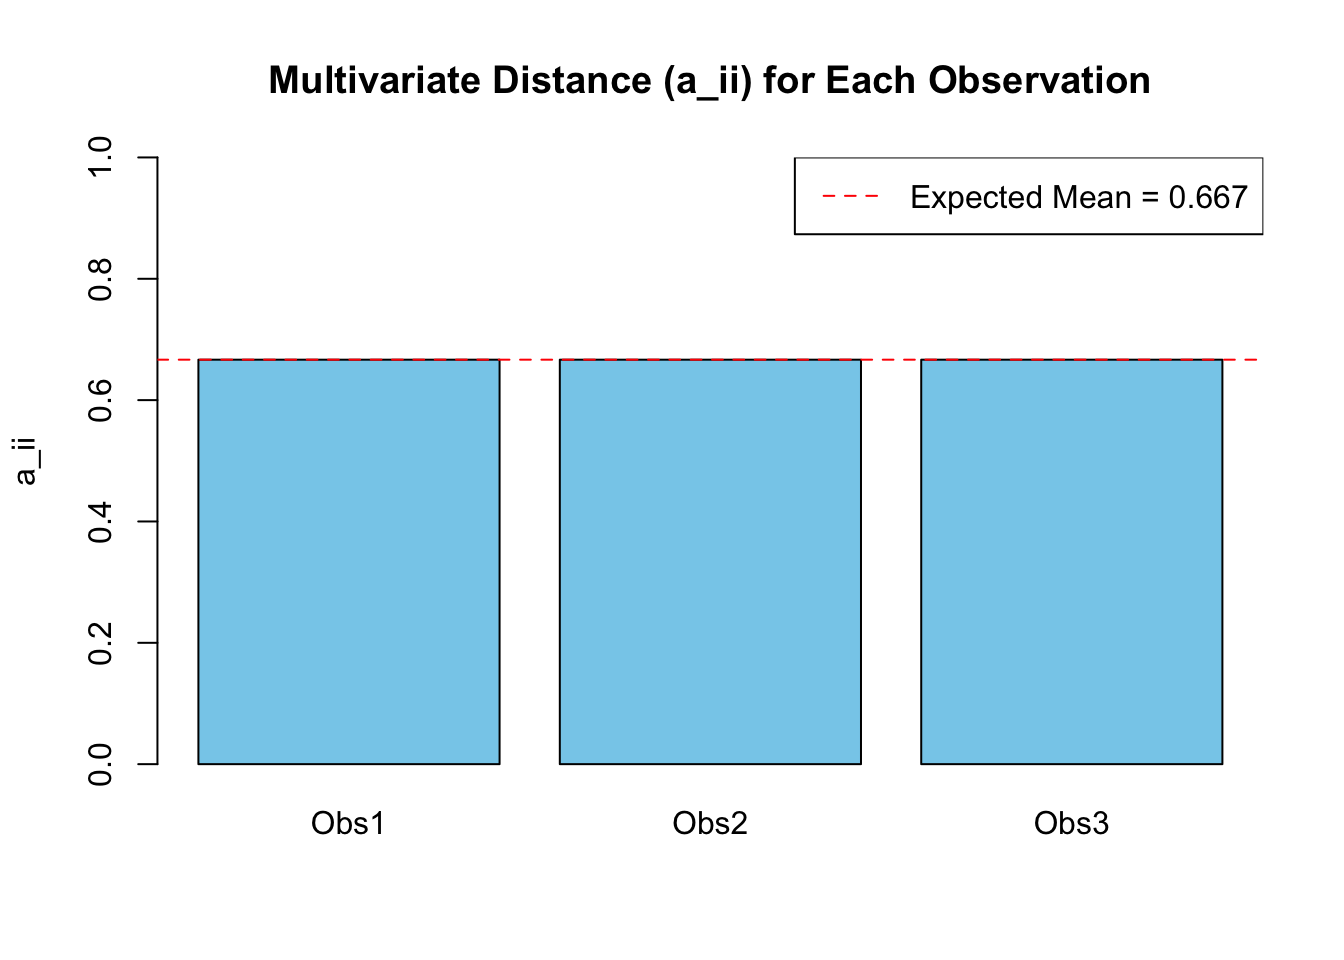 Multivariate Distance (a_ii) for Each Observation
1.0
Expected Mean = 0.667
0.8
0.6
a_ii
0.4
0.2
0.0
Obs1 Obs2 Obs3